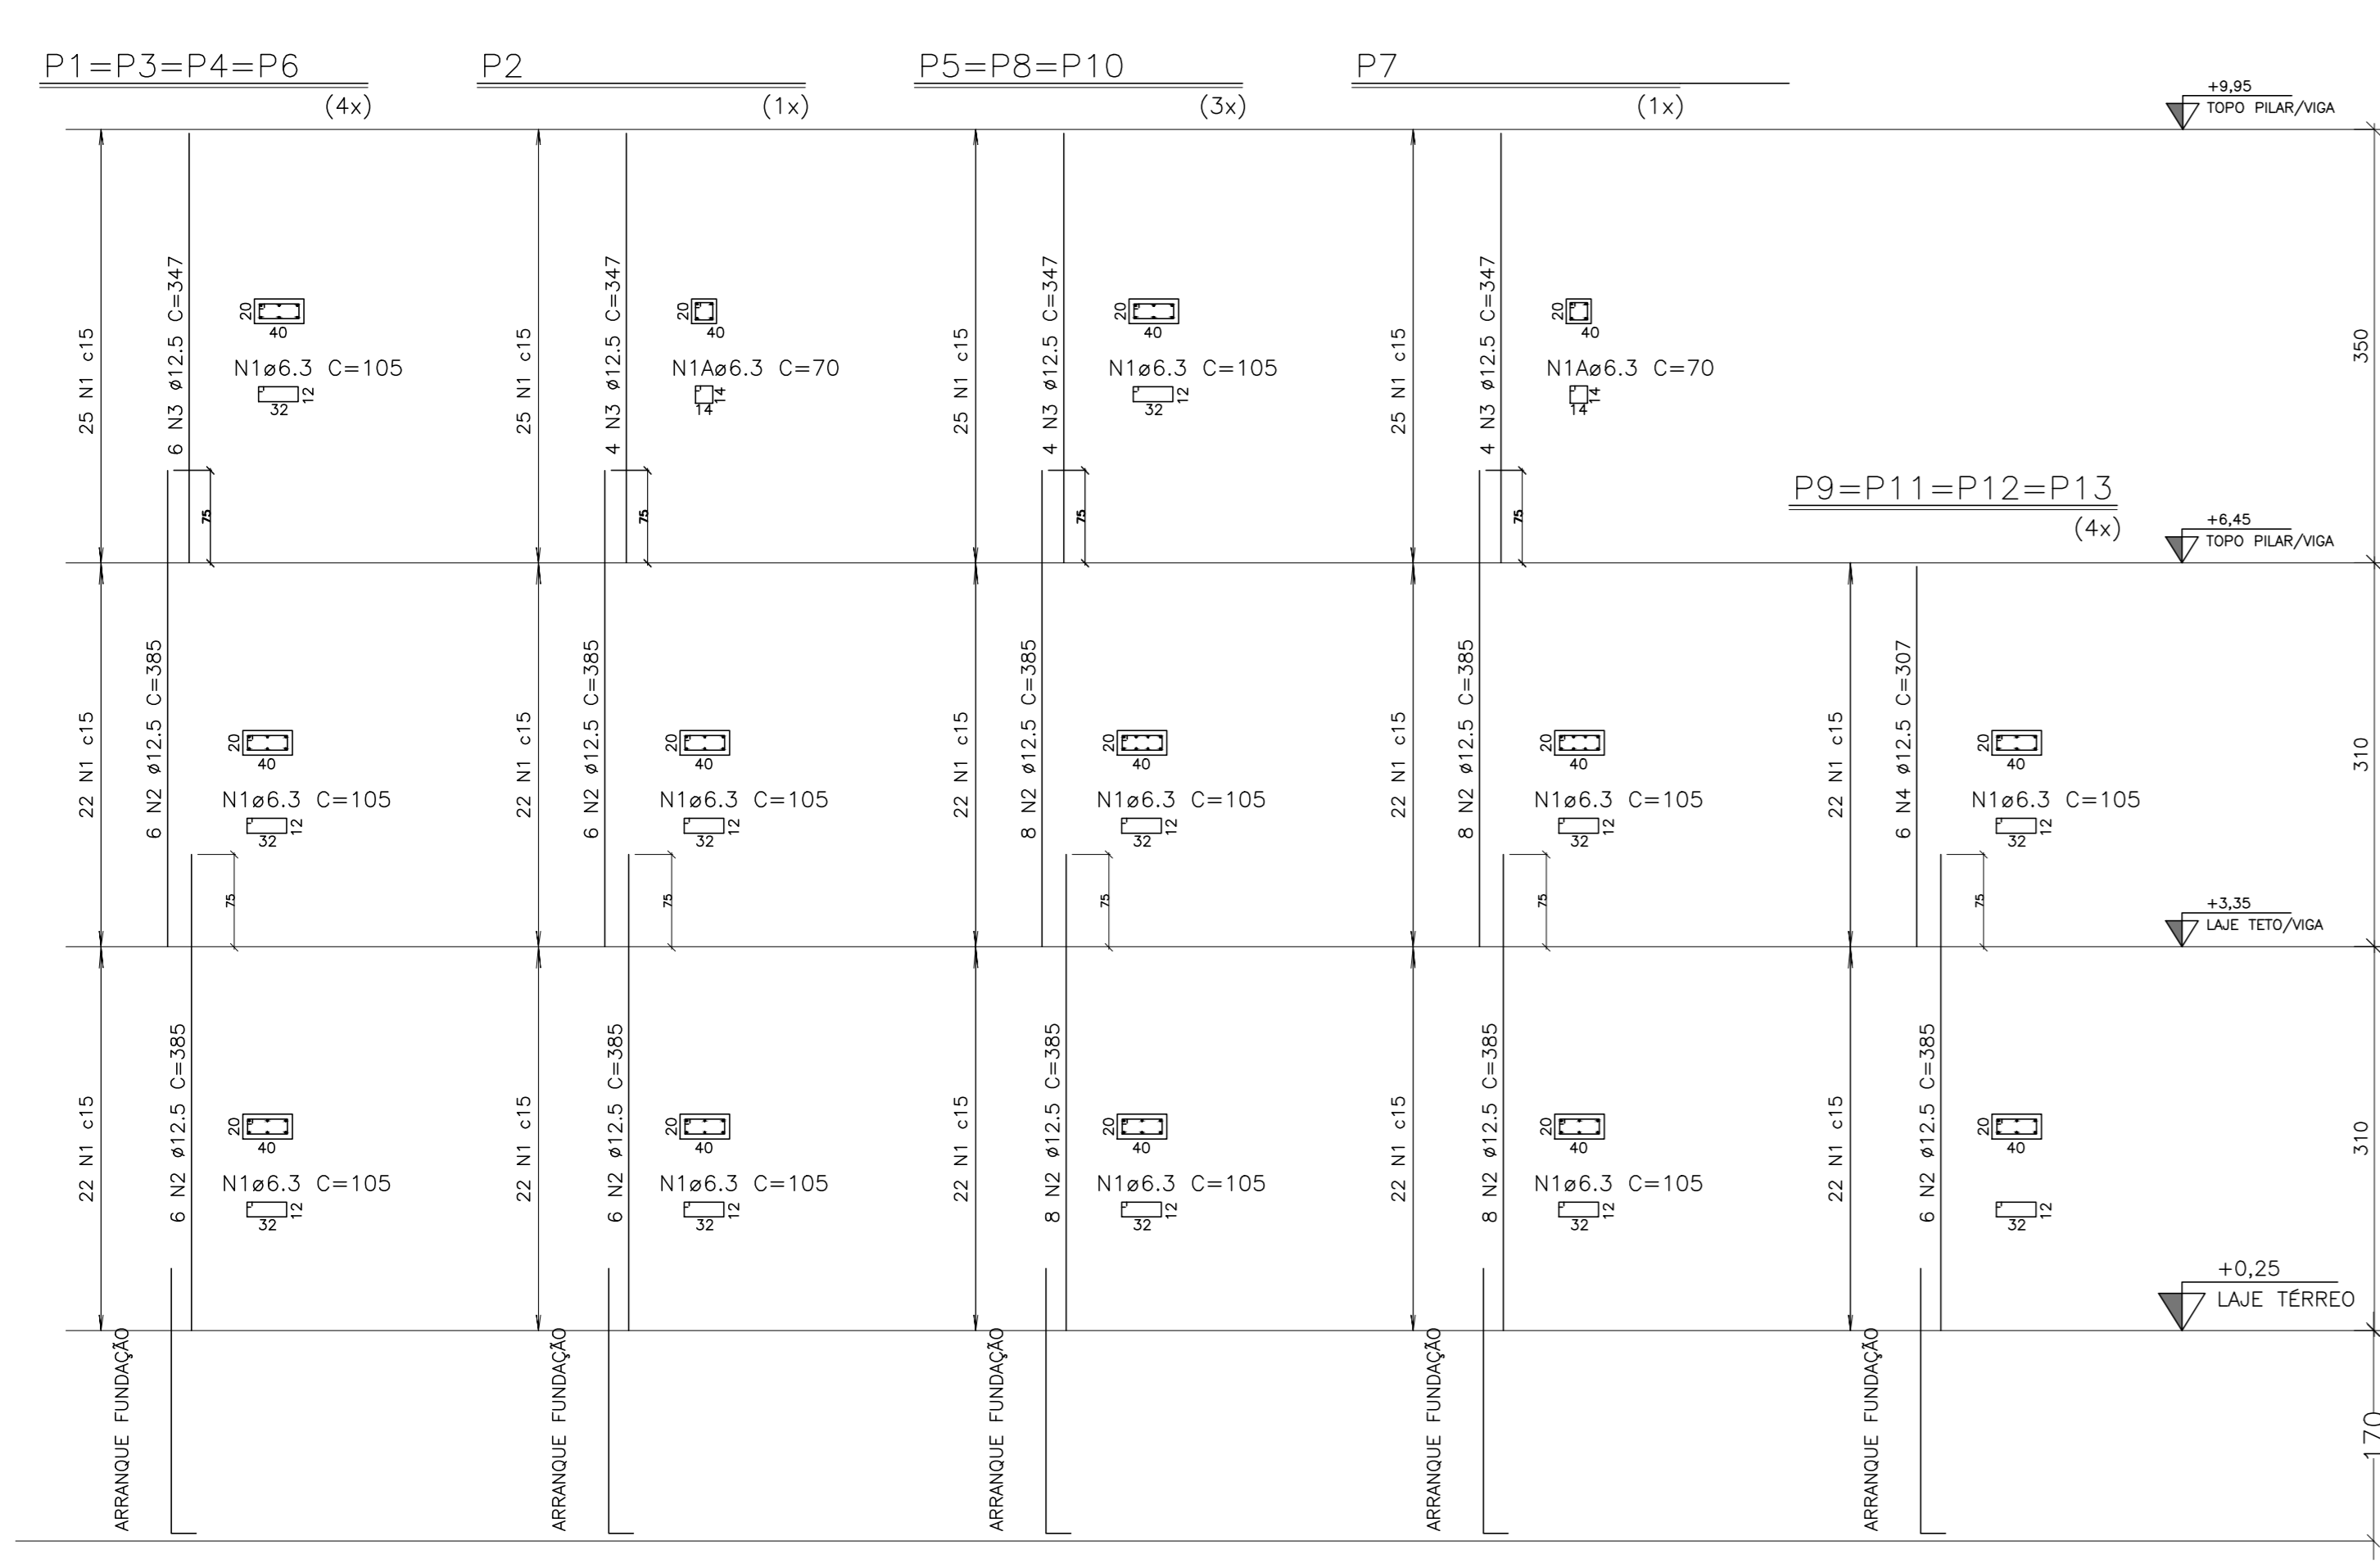 P1=P3=P4=P6
(4x)
P2
(1x)
P5=P8=P10
(3x)
P7
(1x)
+9,95
TOPO PILAR/VIGA
25 N1 c15
6 N3 ø12.5 C=347
20
40
N1ø6.3 C=105
32
12
75
25 N1 c15
4 N3 ø12.5 C=347
20
40
N1Aø6.3 C=70
14
14
75
25 N1 c15
4 N3 ø12.5 C=347
20
40
N1ø6.3 C=105
32
12
75
25 N1 c15
4 N3 ø12.5 C=347
20
40
N1Aø6.3 C=70
14
14
75
350
P9=P11=P12=P13
(4x)
+6,45
TOPO PILAR/VIGA
22 N1 c15
6 N2 ø12.5 C=385
20
40
N1ø6.3 C=105
32
12
75
22 N1 c15
6 N2 ø12.5 C=385
20
40
N1ø6.3 C=105
32
12
75
22 N1 c15
8 N2 ø12.5 C=385
20
40
N1ø6.3 C=105
32
12
75
22 N1 c15
8 N2 ø12.5 C=385
20
40
N1ø6.3 C=105
32
12
75
22 N1 c15
6 N4 ø12.5 C=307
20
40
N1ø6.3 C=105
32
12
75
310
+3,35
LAJE TETO/VIGA
22 N1 c15
6 N2 ø12.5 C=385
20
40
N1ø6.3 C=105
32
12
22 N1 c15
6 N2 ø12.5 C=385
20
40
N1ø6.3 C=105
32
12
22 N1 c15
8 N2 ø12.5 C=385
20
40
N1ø6.3 C=105
32
12
22 N1 c15
8 N2 ø12.5 C=385
20
40
N1ø6.3 C=105
32
12
22 N1 c15
6 N2 ø12.5 C=385
20
40
32
12
310
+0,25
LAJE TÉRREO
ARRANQUE FUNDAÇÃO
ARRANQUE FUNDAÇÃO
ARRANQUE FUNDAÇÃO
ARRANQUE FUNDAÇÃO
ARRANQUE FUNDAÇÃO
170